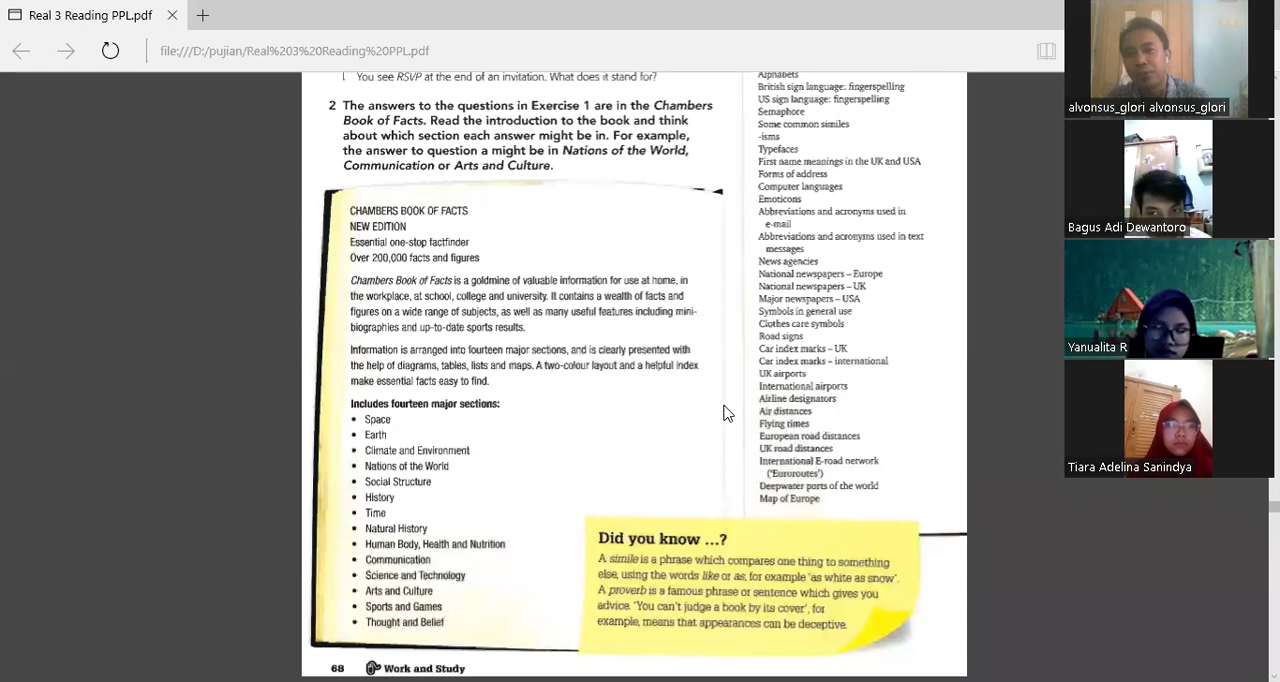 Real 3 Reading PPL.pdf
file:///D:/pujian/Real%203%20Reading%20PPL.pdf
You see RSVP at the end of an invitation. What does it stand for?
2 The answers to the questions in Exercise 1 are in the Chambers
Book of Facts. Read the introduction to the book and think
about which section each answer might be in. For example,
the answer to question a might be in Nations of the World,
Communication or Arts and Culture.
CHAMBERS BOOK OF FACTS
NEW EDITION
Essential one-stop factfinder
Over 200,000 facts and figures
Chambers Book of Facts is a goldmine of valuable information for use at home, in
the workplace, at school, college and university. It contains a wealth of facts and
figures on a wide range of subjects, as well as many useful features including mini-
biographies and up-to-date sports results.
Information is arranged into fourteen major sections, and is clearly presented with
the help of diagrams, tables, lists and maps. A two-colour layout and a helpful index
make essential facts easy to find.
Includes fourteen major sections:
• Space
• Earth
• Climate and Environment
• Nations of the World
• Social Structure
• History
• Time
• Natural History
• Human Body, Health and Nutrition
• Communication
• Science and Technology
• Arts and Culture
• Sports and Games
• Thought and Belief
68 Work and Study
Alphabets
British sign language: fingerspelling
US sign language: fingerspelling
Semaphore
Some common similes
-isms
Typefaces
First name meanings in the UK and USA
Forms of address
Computer languages
Emoticons
Abbreviations and acronyms used in
e-mail
Abbreviations and acronyms used in text
messages
News agencies
National newspapers – Europe
National newspapers – UK
Major newspapers – USA
Symbols in general use
Clothes care symbols
Road signs
Car index marks – UK
Car index marks – international
UK airports
International airports
Airline designators
Air distances
Flying times
European road distances
UK road distances
International E-road network
('Euroroutes')
Deepwater ports of the world
Map of Europe
Did you know ...?
A simile is a phrase which compares one thing to something
else, using the words like or as, for example 'as white as snow'.
A proverb is a famous phrase or sentence which gives you
advice. 'You can't judge a book by its cover', for
example, means that appearances can be deceptive.
alvonsus_glori alvonsus_glori
Bagus Adi Dewantoro
Yanualita R
Tiara Adelina Sanindya